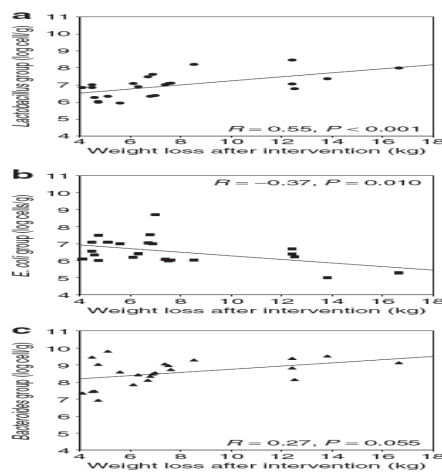 a
11
10
9
8
7
6
5
4
Lactobacillus group (log cell/g)
R = 0.55, P < 0.001
4 6 8 10 12 14 16 18
Weight loss after intervention (kg)
b
11
10
9
8
7
6
5
4
E. coli group (log cells/g)
R = –0.37, P = 0.010
4 6 8 10 12 14 16 18
Weight loss after intervention (kg)
c
11
10
9
8
7
6
5
4
Bacteroides group (log cell/g)
R = 0.27, P = 0.055
4 6 8 10 12 14 16 18
Weight loss after intervention (kg)